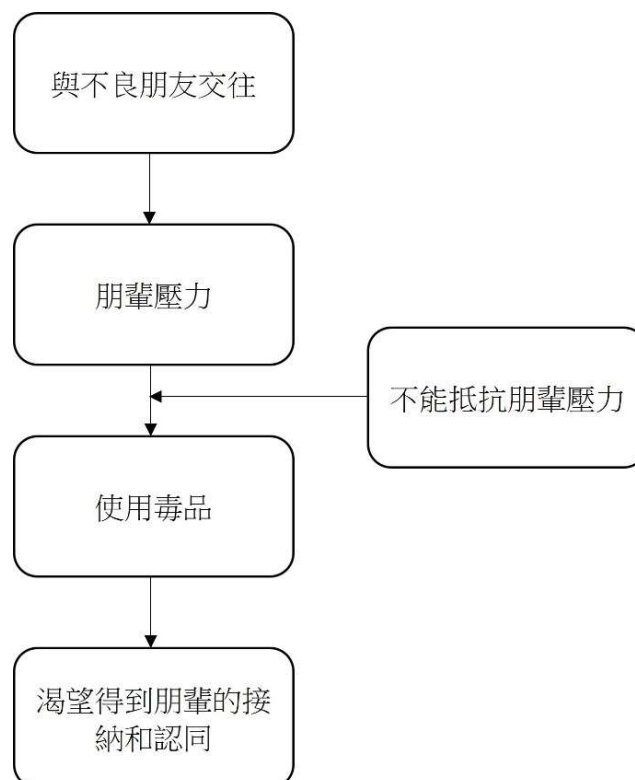 與不良朋友交往
朋輩壓力
不能抵抗朋輩壓力
使用毒品
渴望得到朋輩的接
納和認同